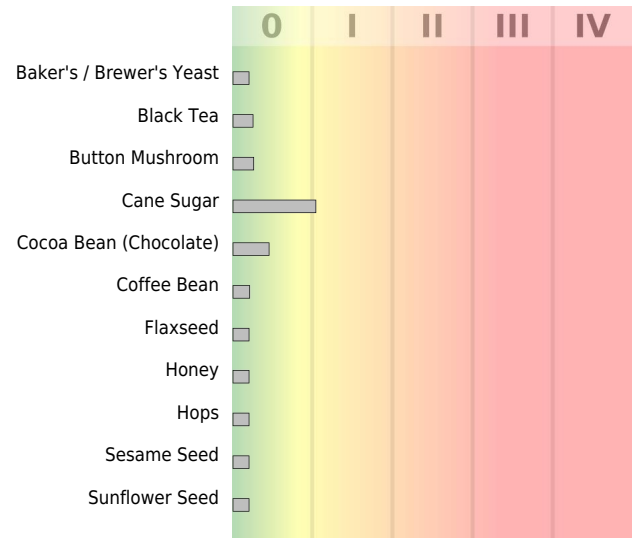 0 I II III IV
Baker's / Brewer's Yeast
Black Tea
Button Mushroom
Cane Sugar
Cocoa Bean (Chocolate)
Coffee Bean
Flaxseed
Honey
Hops
Sesame Seed
Sunflower Seed